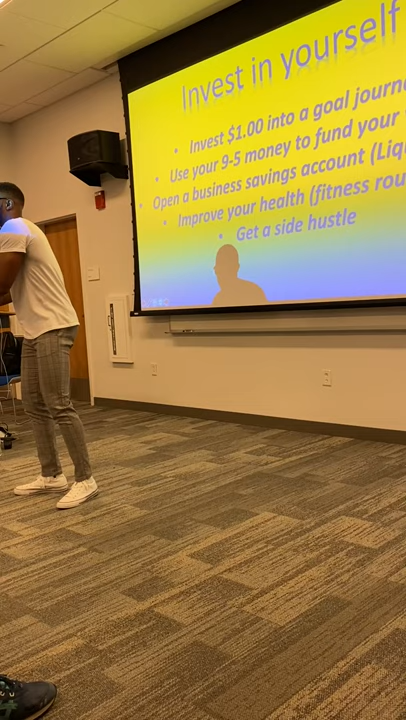 Invest in yourself
• Invest $1.00 into a goal journ
• Use your 9-5 money to fund your
• Open a business savings account (Liq
• Improve your health (fitness rou
• Get a side hustle